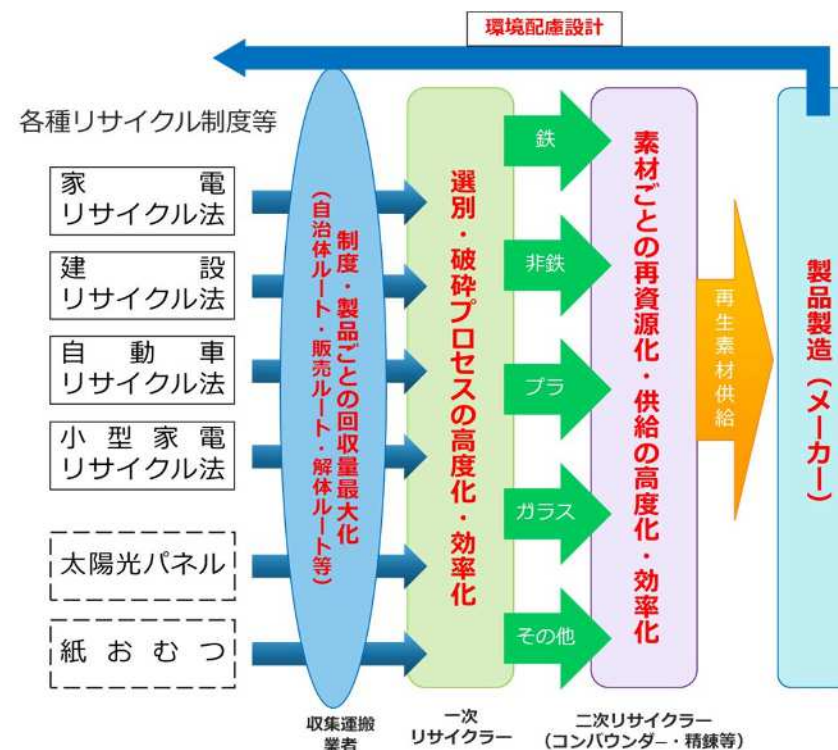 環境配慮設計
各種リサイクル制度等
家電
リサイクル法
建設
リサイクル法
自動車
リサイクル法
小型家電
リサイクル法
太陽光パネル
紙おむつ
制度・製品ごとの回収量最大化
（自治体ルート・販売ルート・解体ルート等）
選別・破砕プロセスの高度化・効率化
鉄
非鉄
プラ
ガラス
その他
素材ごとの再資源化・供給の高度化・効率化
再生素材供給
製品製造（メーカー）
収集運搬
業者
一次
リサイクラー
二次リサイクラー
（コンパウンダー・精錬等）